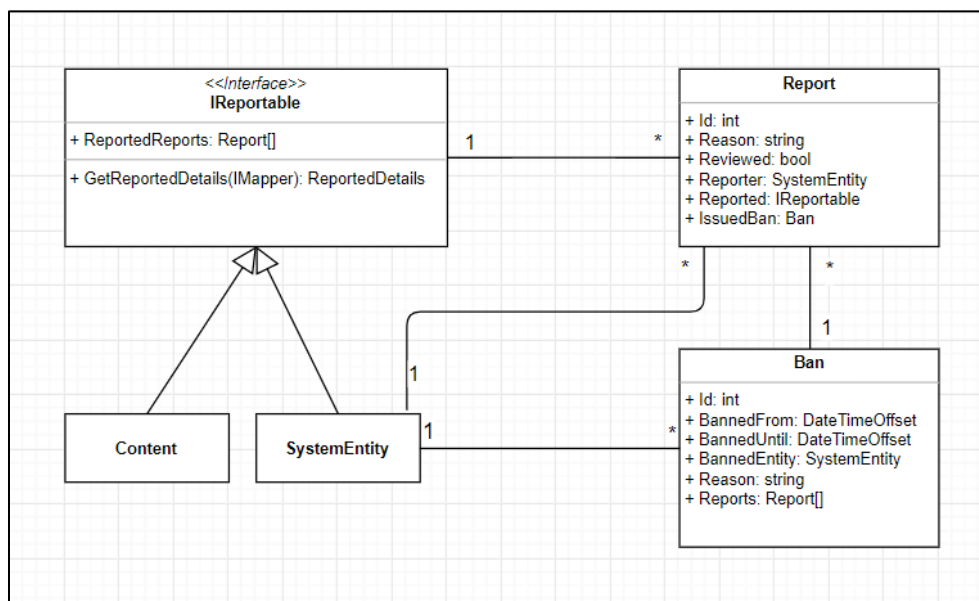 <<Interface>>
IReportable
+ ReportedReports: Report[]
+ GetReportedDetails(IMapper): ReportedDetails
1
*
Report
+ Id: int
+ Reason: string
+ Reviewed: bool
+ Reporter: SystemEntity
+ Reported: IReportable
+ IssuedBan: Ban
*
*
1
1
Content
SystemEntity
1
*
Ban
+ Id: int
+ BannedFrom: DateTimeOffset
+ BannedUntil: DateTimeOffset
+ BannedEntity: SystemEntity
+ Reason: string
+ Reports: Report[]